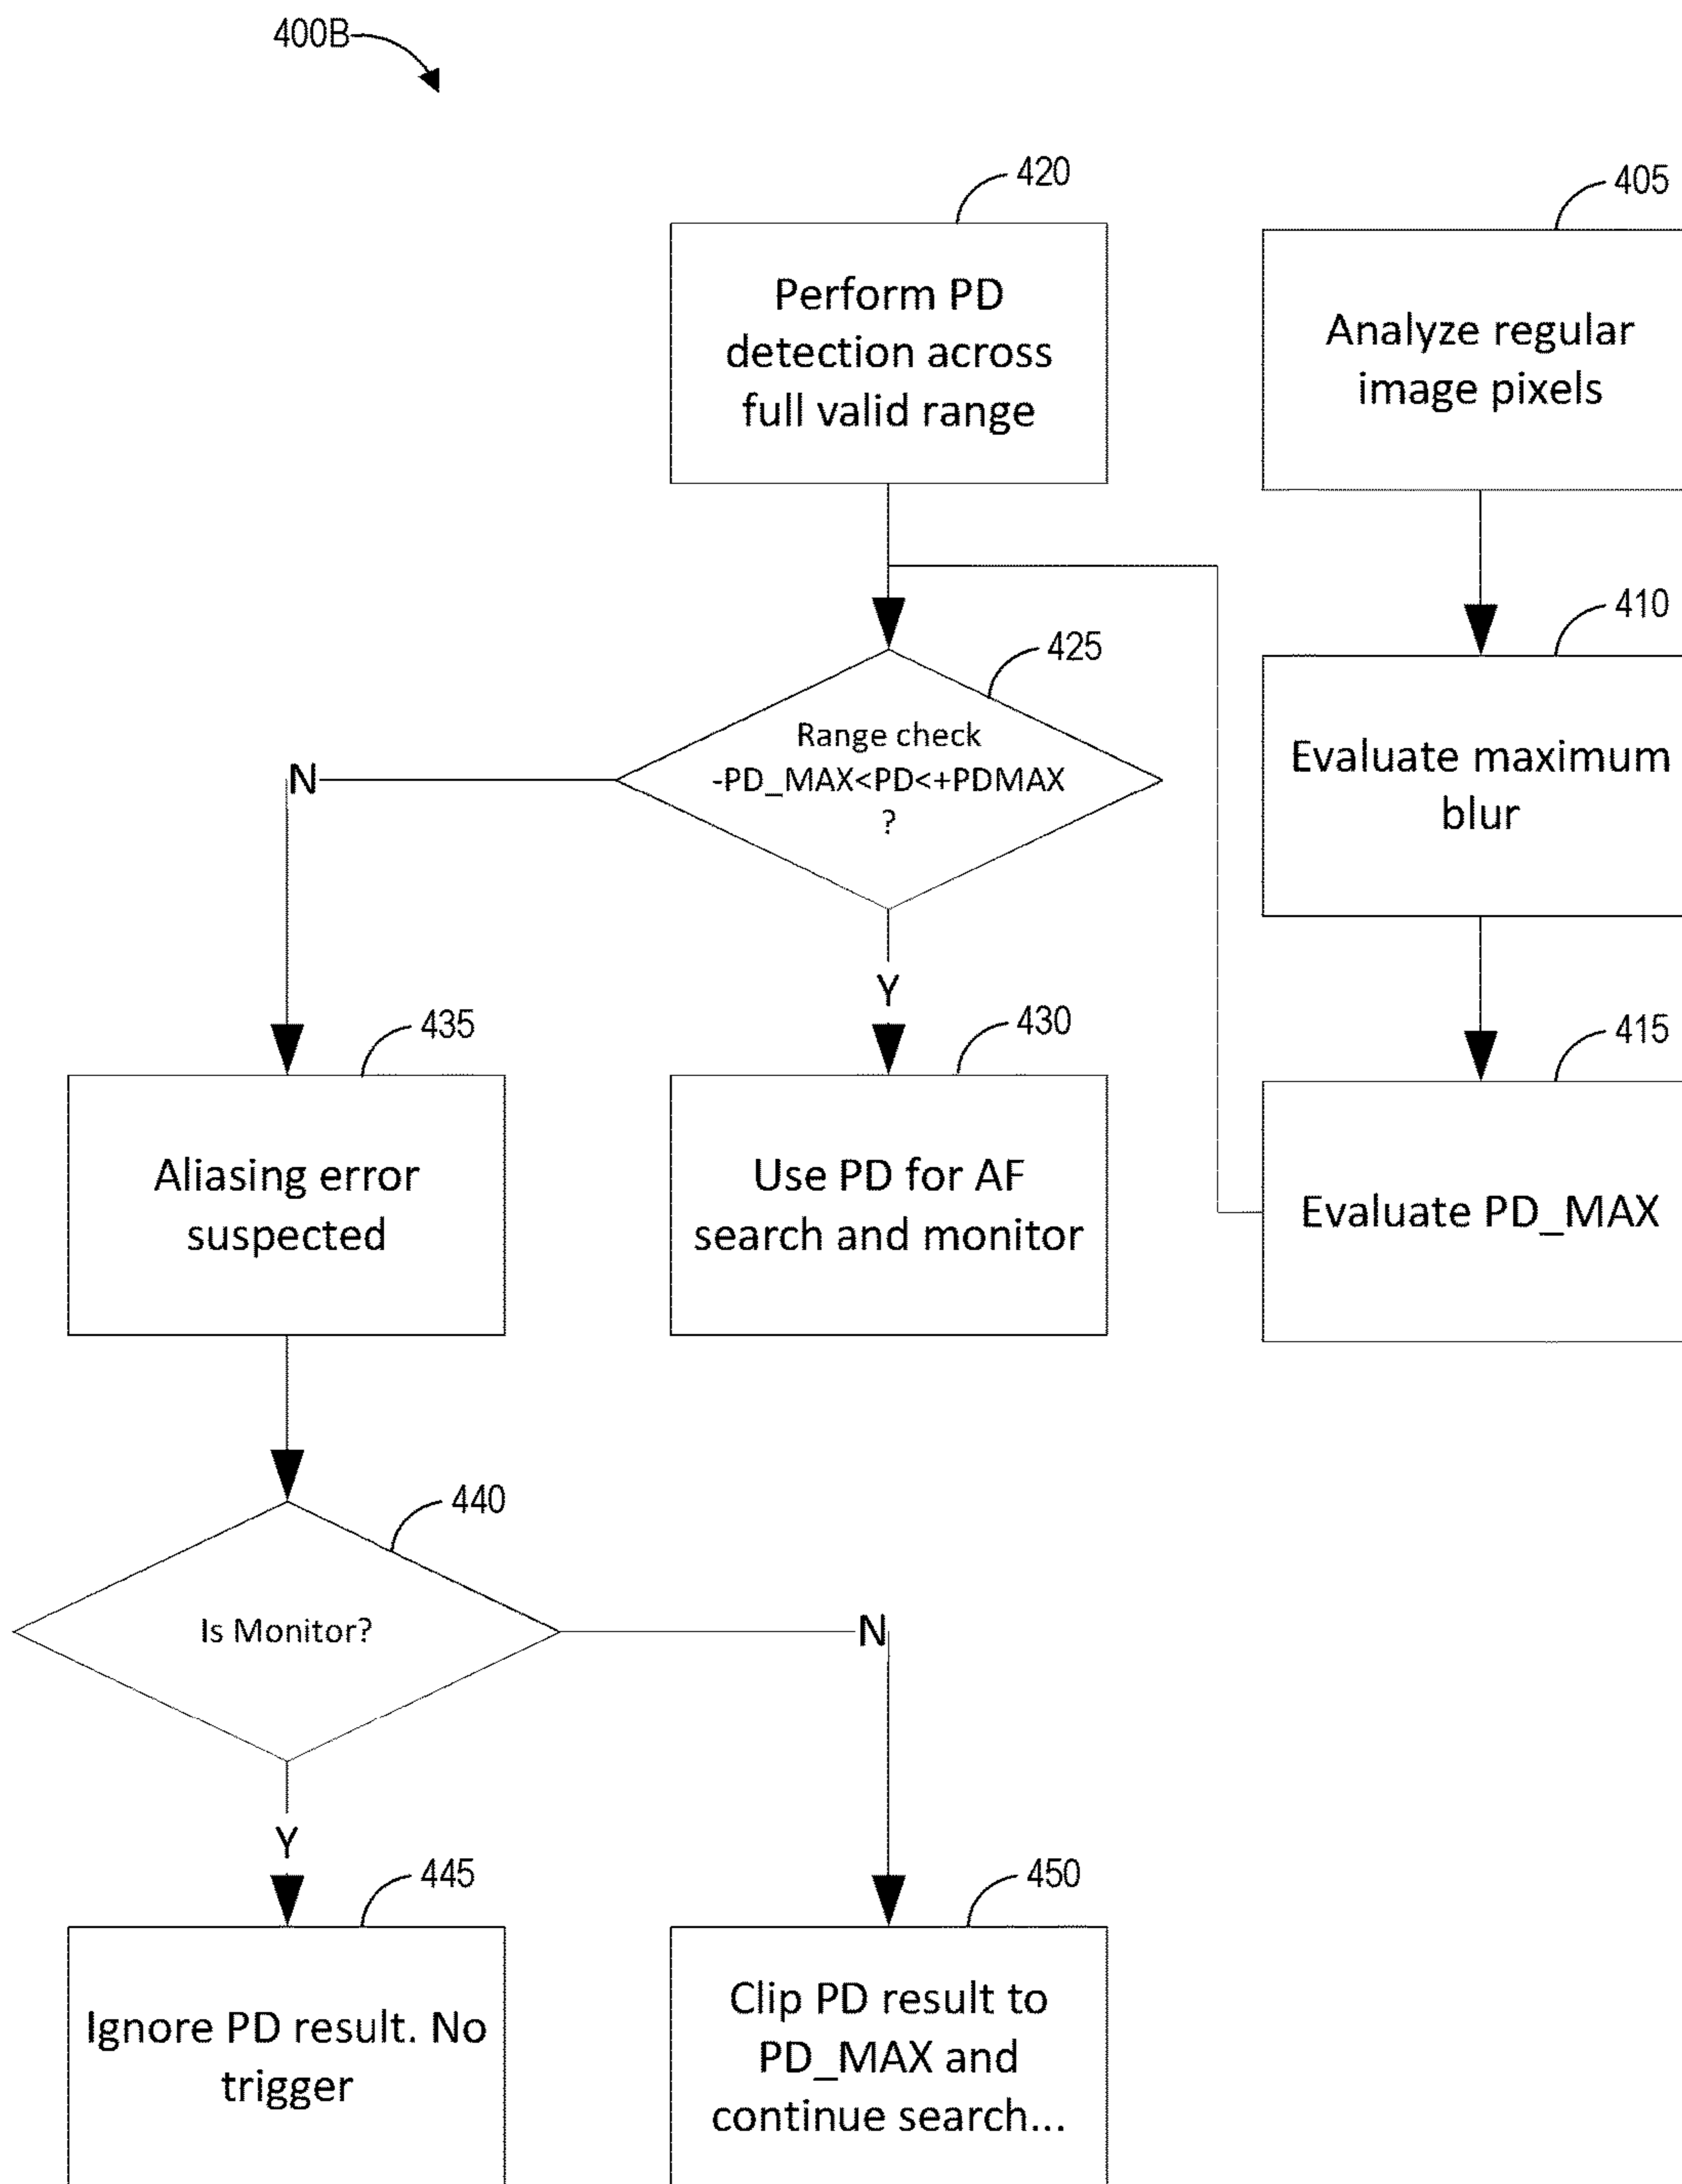 400B
420
405
Perform PD
detection across
full valid range
Analyze regular
image pixels
410
425
Range check
-PD_MAX<PD<+PDMAX
?
Evaluate maximum
blur
N
Y
435
430
415
Aliasing error
suspected
Use PD for AF
search and monitor
Evaluate PD_MAX
440
Is Monitor?
N
Y
445
450
Ignore PD result. No
trigger
Clip PD result to
PD_MAX and
continue search...